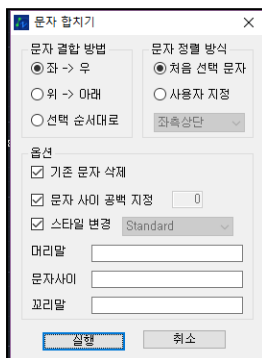 문자 합치기
문자 결합 방법
좌 -> 우
위 -> 아래
선택 순서대로
문자 정렬 방식
처음 선택 문자
사용자 지정
좌측상단
옵션
기존 문자 삭제
문자 사이 공백 지정 0
스타일 변경 Standard
머리말
문자사이
꼬리말
실행 취소